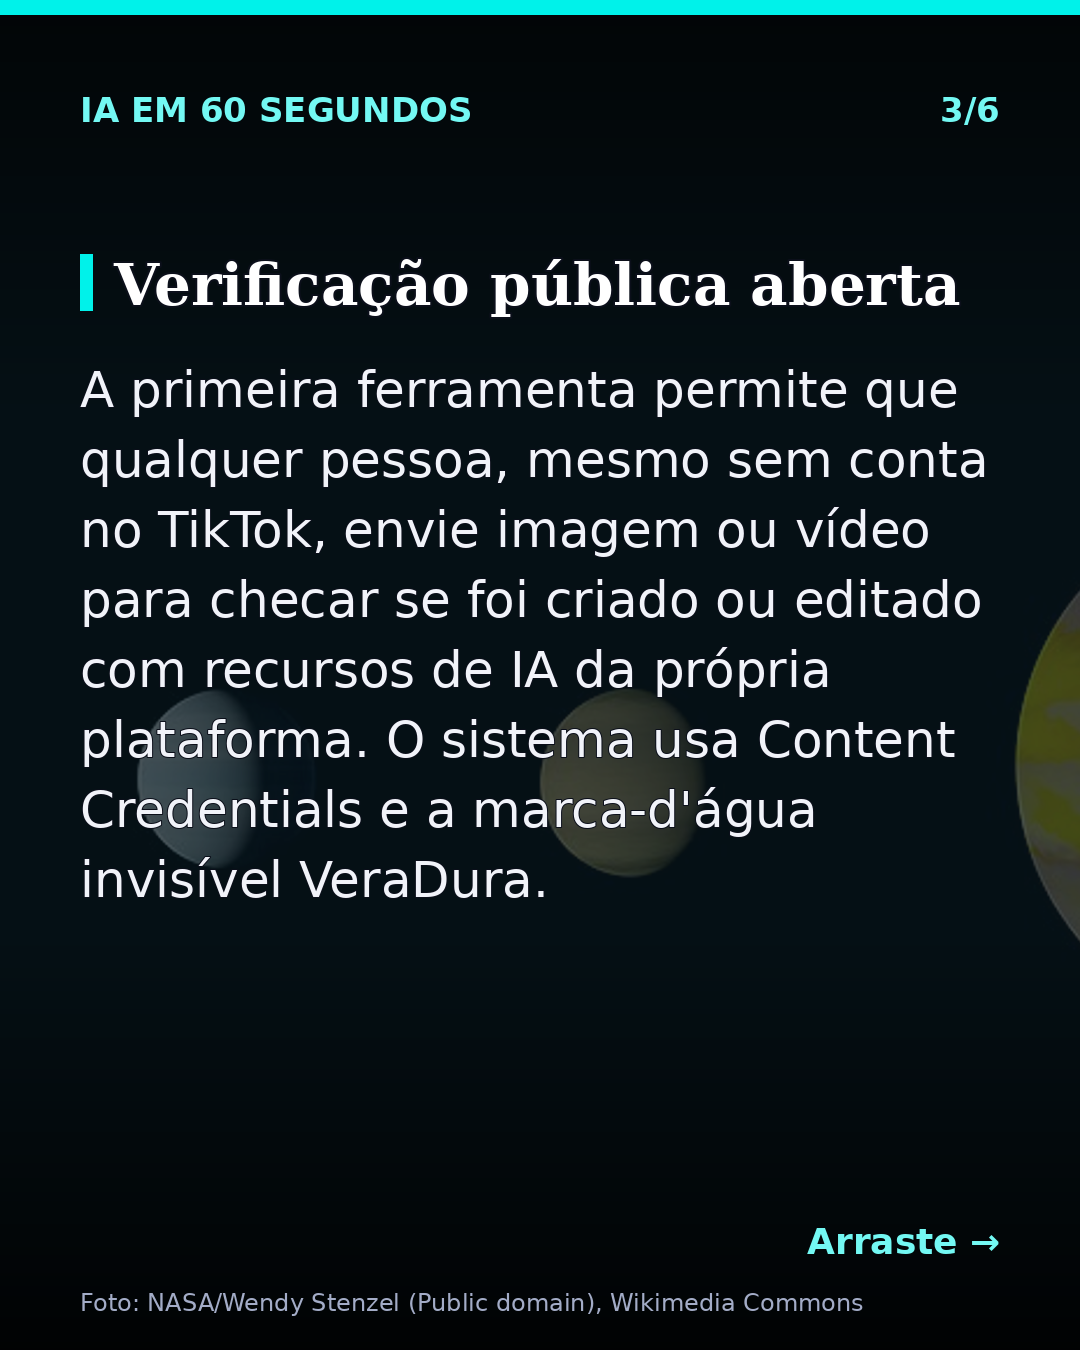 IA EM 60 SEGUNDOS
3/6
Verificação pública aberta
A primeira ferramenta permite que
qualquer pessoa, mesmo sem conta
no TikTok, envie imagem ou vídeo
para checar se foi criado ou editado
com recursos de IA da própria
plataforma. O sistema usa Content
Credentials e a marca-d'água
invisível VeraDura.
Arraste →
Foto: NASA/Wendy Stenzel (Public domain), Wikimedia Commons